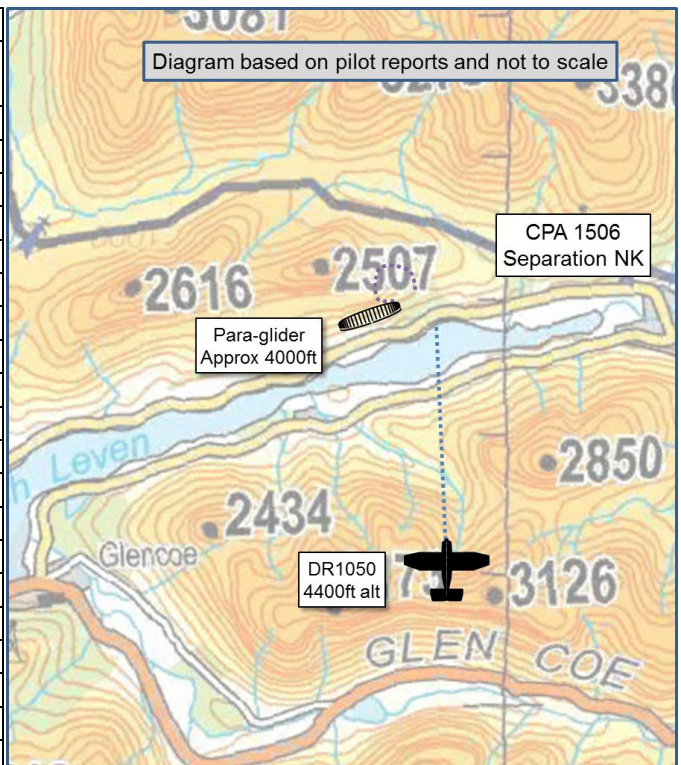 3081
Diagram based on pilot reports and not to scale
CPA 1506
Separation NK
2507
2616
Para-glider
Approx 4000ft
Leven
2850
2434
Glencoe
DR1050
4400ft alt
3126
GLEN COE